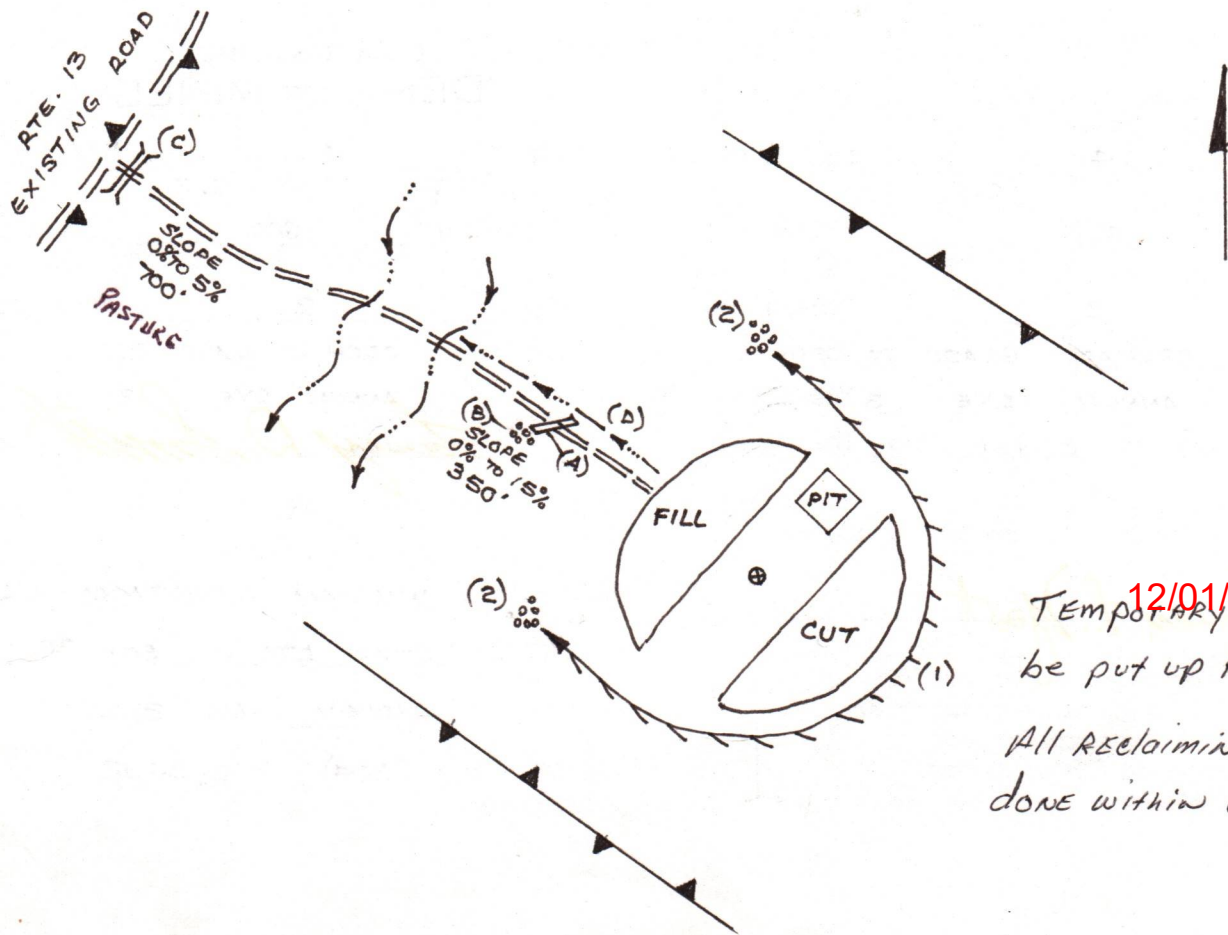 RTE. 13
EXISTING ROAD
(C)
SLOPE
0% TO 5%
700'
PASTURE
(2)
(B)
SLOPE
0% TO 15%
350'
(A)
(D)
FILL
PIT
CUT
(2)
(1)
12/01/
TEMPORARY
be put up
All REclaimin
dONE within